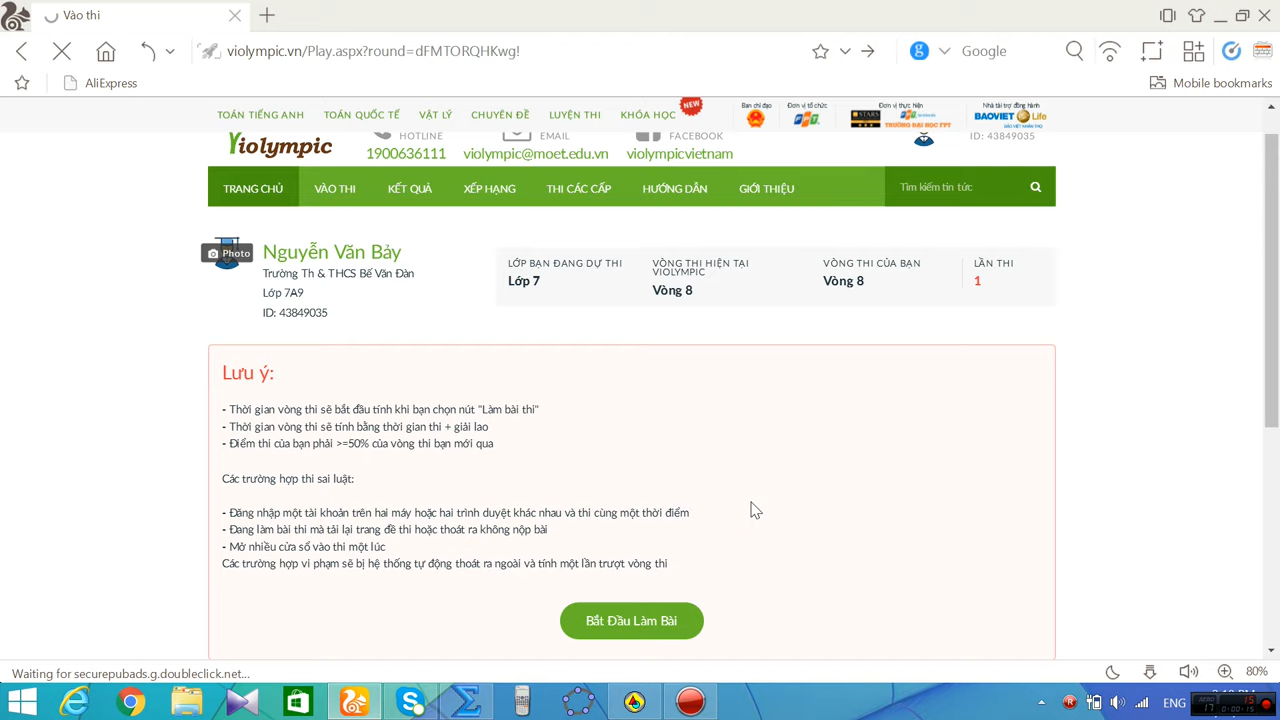 Vào thi
violympic.vn/Play.aspx?round=dFMTORQHKwg!
Google
AliExpress
Mobile bookmarks
TOÁN TIẾNG ANH TOÁN QUỐC TẾ VẬT LÝ CHUYÊN ĐỀ LUYỆN THI KHÓA HỌC NEW
Ban chỉ đạo Đơn vị tổ chức Đơn vị thực hiện Nhà tài trợ đồng hành
FPT STARS FPT TRƯỜNG ĐẠI HỌC FPT BAOVIET Life
Violympic
HOTLINE EMAIL FACEBOOK ID: 43849035
1900636111 violympic@moet.edu.vn violympicvietnam
TRANG CHỦ VÀO THI KẾT QUẢ XẾP HẠNG THI CÁC CẤP HƯỚNG DẪN GIỚI THIỆU Tìm kiếm tin tức
Photo
Nguyễn Văn Bảy
Trường Th & THCS Bế Văn Đàn
Lớp 7A9
ID: 43849035
LỚP BẠN ĐANG DỰ THI
Lớp 7
VÒNG THI HIỆN TẠI
VIOLYMPIC
Vòng 8
VÒNG THI CỦA BẠN
Vòng 8
LẦN THI
1
Lưu ý:
- Thời gian vòng thi sẽ bắt đầu tính khi bạn chọn nút "Làm bài thi"
- Thời gian vòng thi sẽ tính bằng thời gian thi + giải lao
- Điểm thi của bạn phải >=50% của vòng thi bạn mới qua
Các trường hợp thi sai luật:
- Đăng nhập một tài khoản trên hai máy hoặc hai trình duyệt khác nhau và thi cùng một thời điểm
- Đang làm bài thi mà tải lại trang đề thi hoặc thoát ra không nộp bài
- Mở nhiều cửa sổ vào thi một lúc
Các trường hợp vi phạm sẽ bị hệ thống tự động thoát ra ngoài và tính một lần trượt vòng thi
Bắt Đầu Làm Bài
Waiting for securepubads.g.doubleclick.net...
80%
ENG